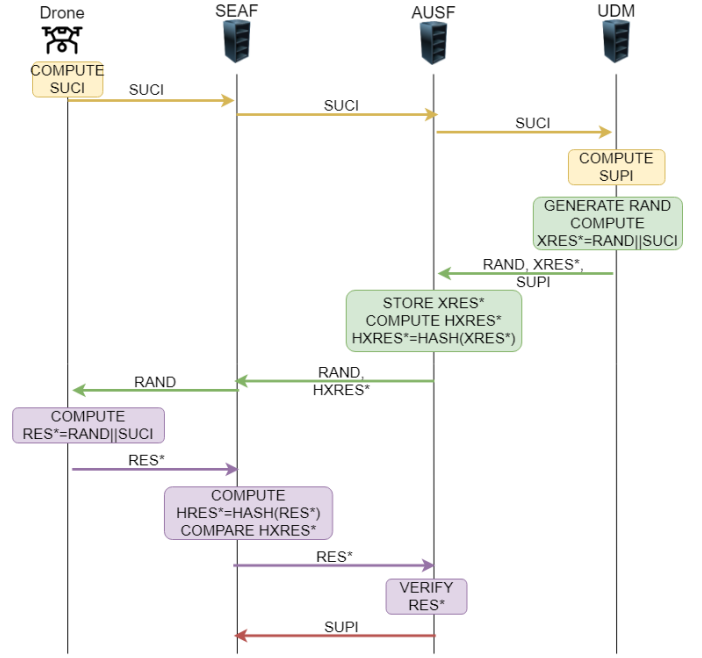 Drone
SEAF
AUSF
UDM
COMPUTE
SUCI
SUCI
SUCI
SUCI
COMPUTE
SUPI
GENERATE RAND
COMPUTE
XRES*=RAND||SUCI
RAND, XRES*,
SUPI
STORE XRES*
COMPUTE HXRES*
HXRES*=HASH(XRES*)
RAND,
HXRES*
RAND
COMPUTE
RES*=RAND||SUCI
RES*
COMPUTE
HRES*=HASH(RES*)
COMPARE HXRES*
RES*
VERIFY
RES*
SUPI